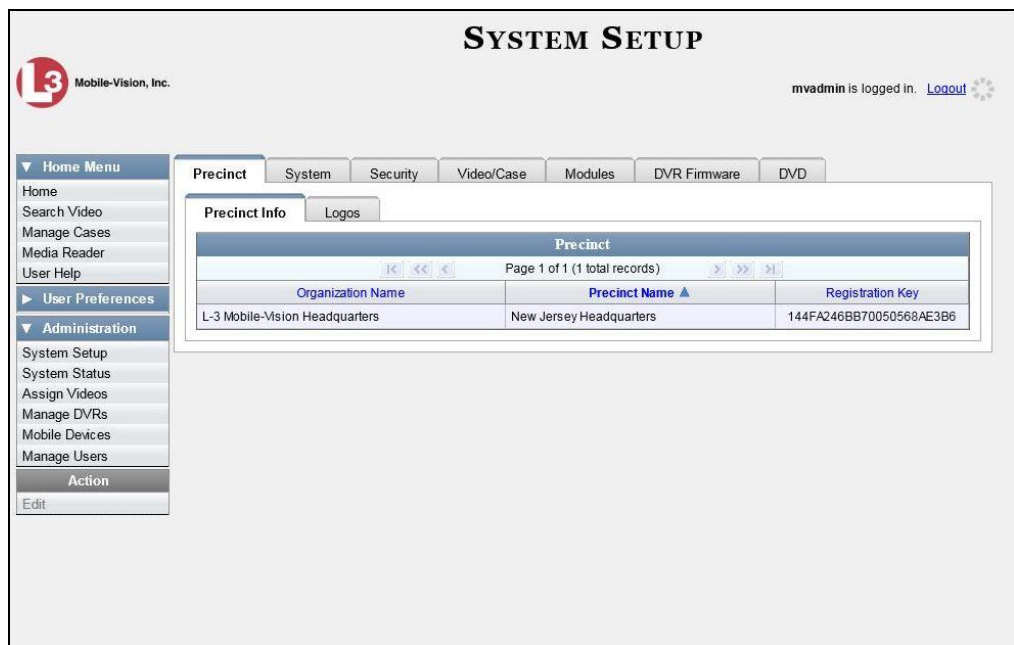 SYSTEM SETUP
L3 Mobile-Vision, Inc.
mvadmin is logged in. Logout
▼ Home Menu
Home
Search Video
Manage Cases
Media Reader
User Help
▶ User Preferences
▼ Administration
System Setup
System Status
Assign Videos
Manage DVRs
Mobile Devices
Manage Users
Action
Edit
Precinct System Security Video/Case Modules DVR Firmware DVD
Precinct Info Logos
Precinct
|< << < Page 1 of 1 (1 total records) > >> >|
Organization Name Precinct Name ▲ Registration Key
L-3 Mobile-Vision Headquarters New Jersey Headquarters 144FA246BB70050568AE3B6